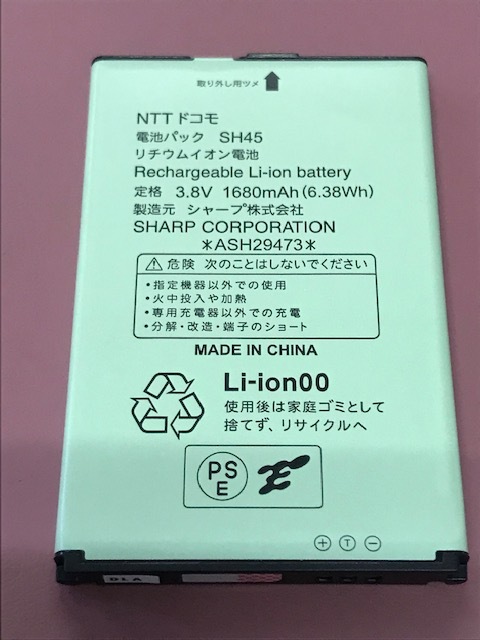 取り外し用ツメ
NTTドコモ
電池パック SH45
リチウムイオン電池
Rechargeable Li-ion battery
定格 3.8V 1680mAh(6.38Wh)
製造元 シャープ株式会社
SHARP CORPORATION
*ASH29473*
危険 次のことはしないでください
・指定機器以外での使用
・火中投入や加熱
・専用充電器以外での充電
・分解・改造・端子のショート
MADE IN CHINA
Li-ion00
使用後は家庭ゴミとして
捨てず、リサイクルへ
PS
E
+ T -